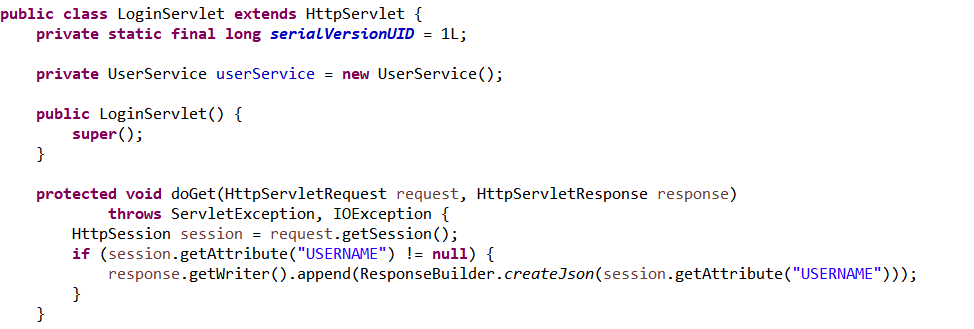 public class LoginServlet extends HttpServlet {
    private static final long serialVersionUID = 1L;
    private UserService userService = new UserService();
    public LoginServlet() {
        super();
    }
    protected void doGet(HttpServletRequest request, HttpServletResponse response)
            throws ServletException, IOException {
        HttpSession session = request.getSession();
        if (session.getAttribute("USERNAME") != null) {
            response.getWriter().append(ResponseBuilder.createJson(session.getAttribute("USERNAME")));
        }
    }